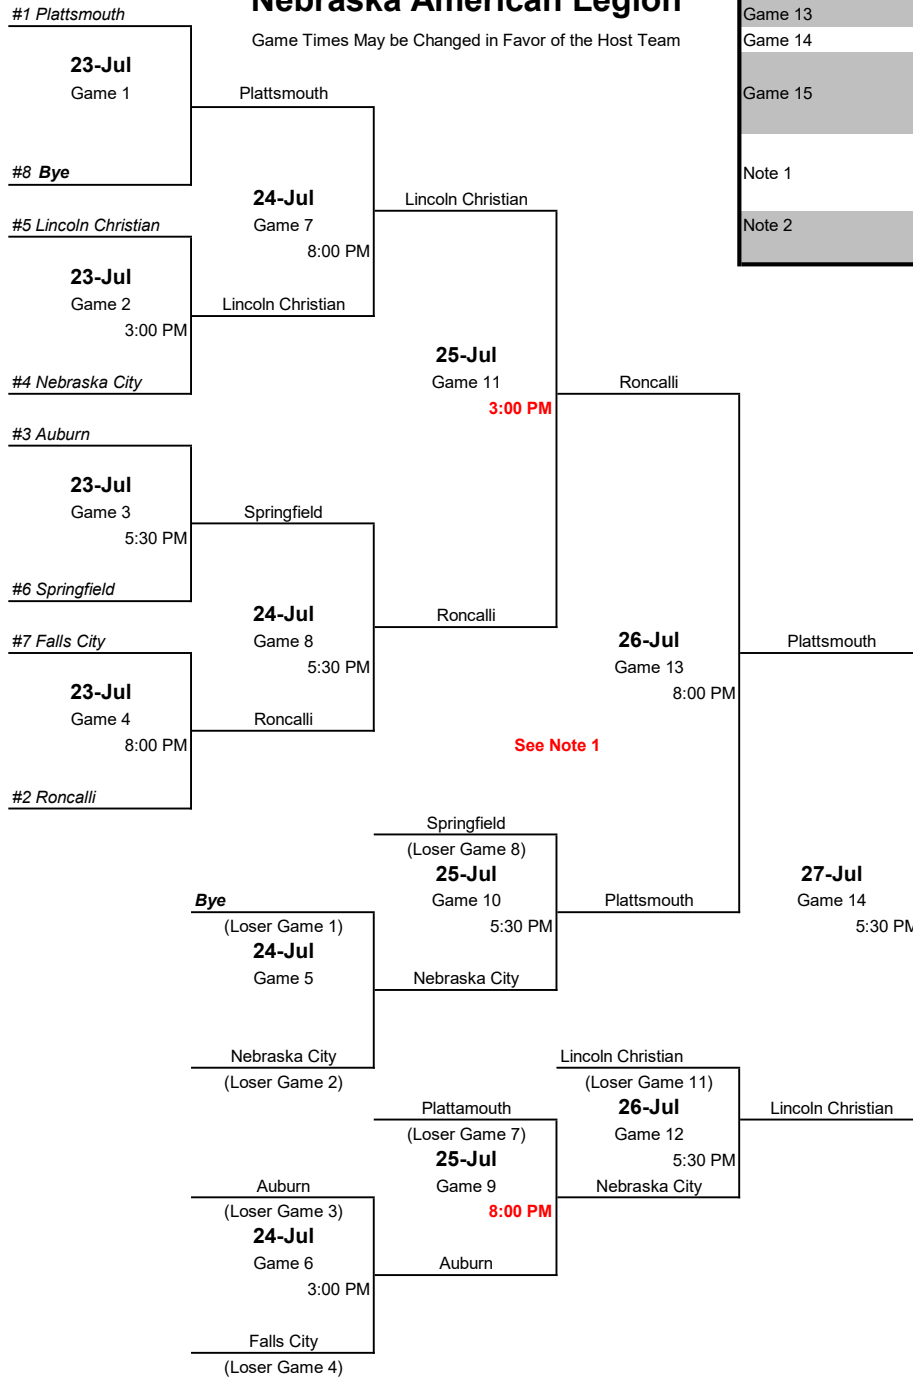 Nebraska American Legion
Game Times May be Changed in Favor of the Host Team
Game 13
Game 14
Game 15
Note 1
Note 2
#1 Plattsmouth
23-Jul
Game 1
#8 Bye
Plattsmouth
24-Jul
Game 7
8:00 PM
Lincoln Christian
#5 Lincoln Christian
23-Jul
Game 2
3:00 PM
Lincoln Christian
#4 Nebraska City
25-Jul
Game 11
3:00 PM
Roncalli
#3 Auburn
23-Jul
Game 3
5:30 PM
Springfield
#6 Springfield
24-Jul
Game 8
5:30 PM
Roncalli
#7 Falls City
23-Jul
Game 4
8:00 PM
Roncalli
#2 Roncalli
26-Jul
Game 13
8:00 PM
Plattsmouth
See Note 1
Springfield
(Loser Game 8)
25-Jul
Game 10
5:30 PM
Plattsmouth
27-Jul
Game 14
5:30 PM
Bye
(Loser Game 1)
24-Jul
Game 5
Nebraska City
Nebraska City
(Loser Game 2)
Lincoln Christian
(Loser Game 11)
26-Jul
Game 12
5:30 PM
Lincoln Christian
Plattamouth
(Loser Game 7)
25-Jul
Game 9
8:00 PM
Nebraska City
Auburn
(Loser Game 3)
24-Jul
Game 6
3:00 PM
Auburn
Falls City
(Loser Game 4)